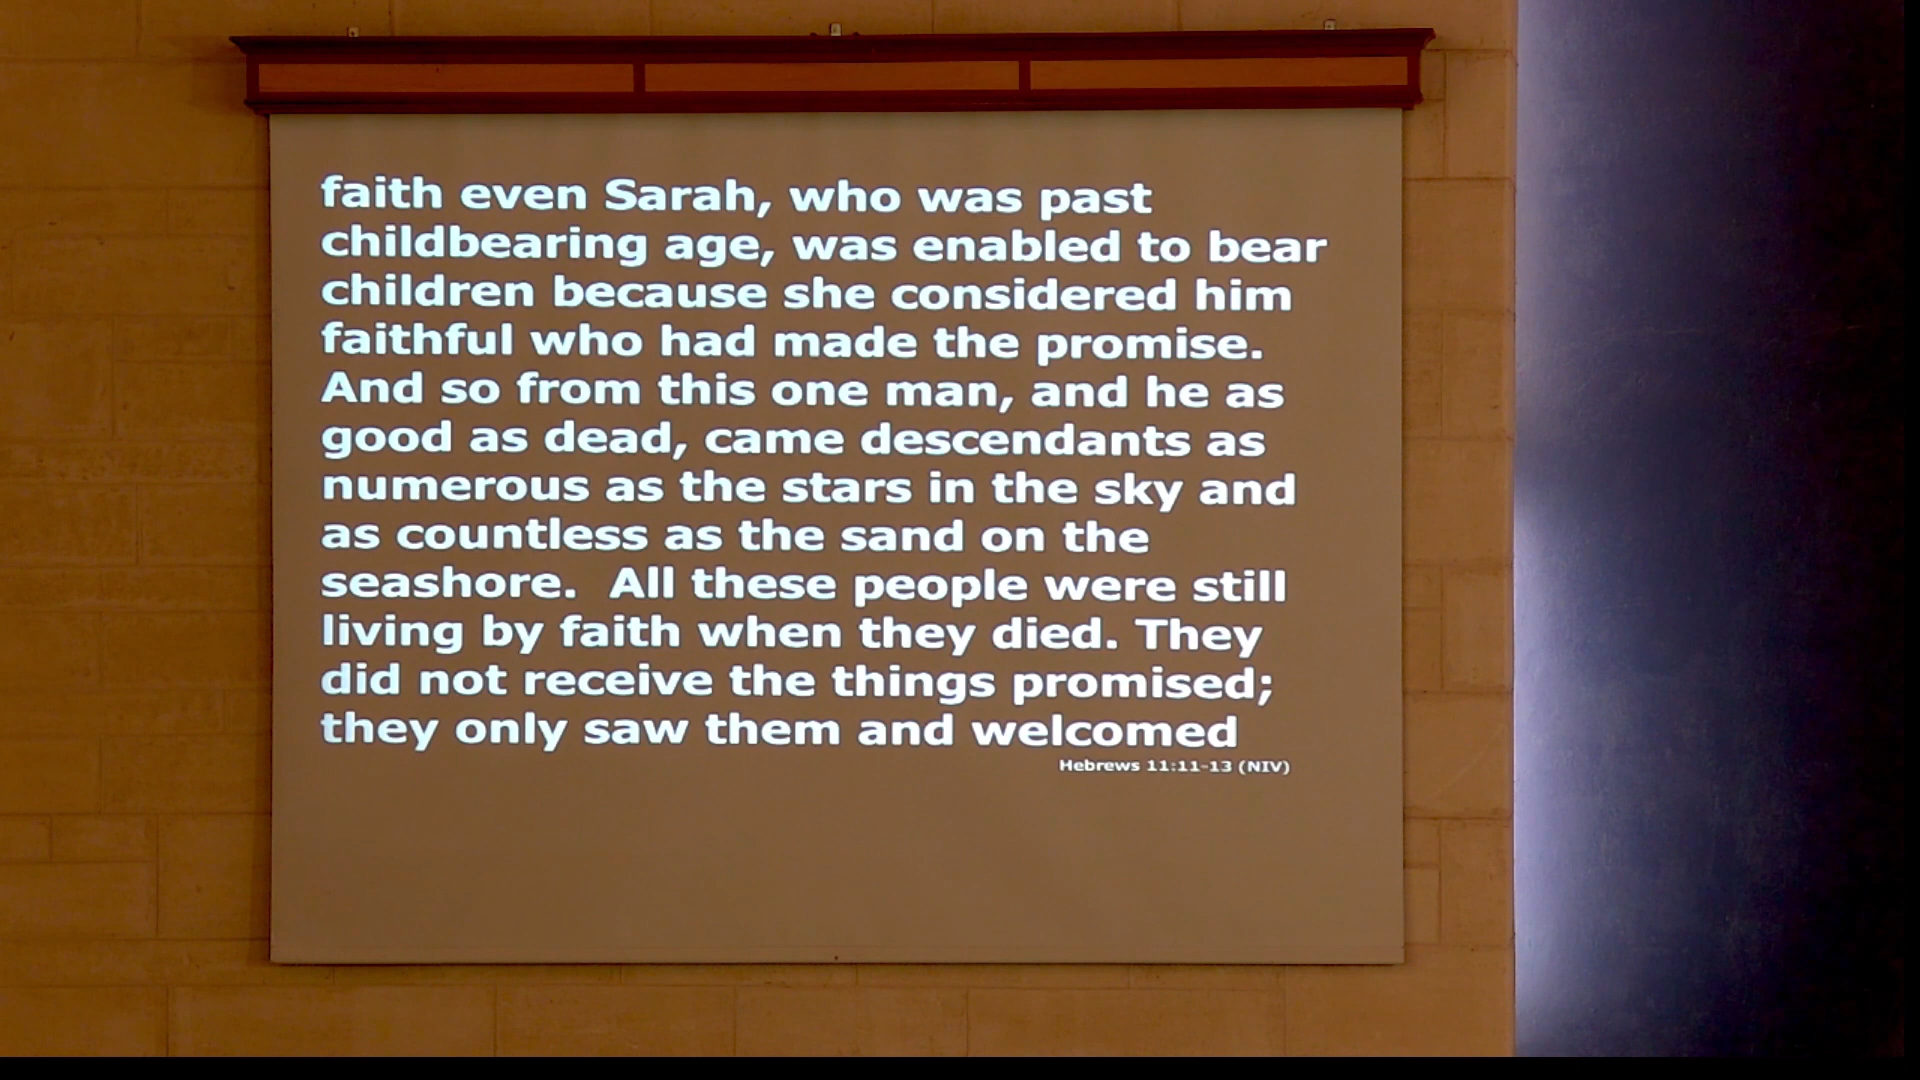 faith even Sarah, who was past
childbearing age, was enabled to bear
children because she considered him
faithful who had made the promise.
And so from this one man, and he as
good as dead, came descendants as
numerous as the stars in the sky and
as countless as the sand on the
seashore.  All these people were still
living by faith when they died. They
did not receive the things promised;
they only saw them and welcomed
Hebrews 11:11-13 (NIV)